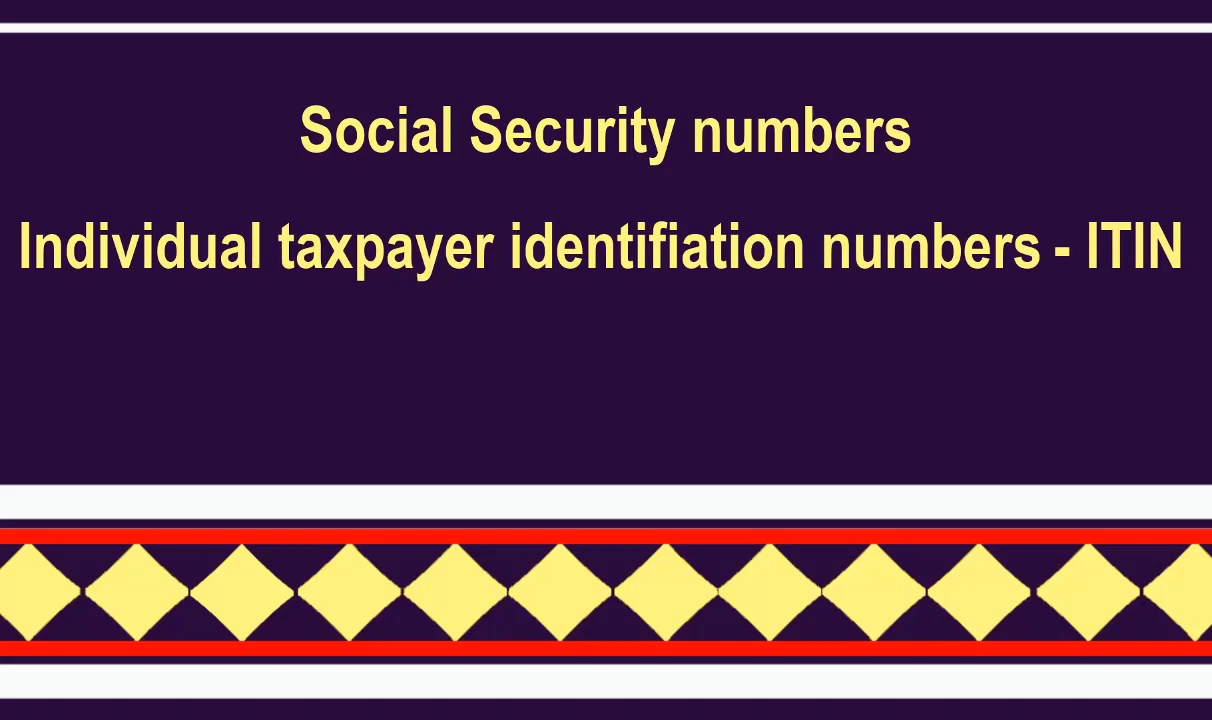 Social Security numbers
Individual taxpayer identifiation numbers - ITIN